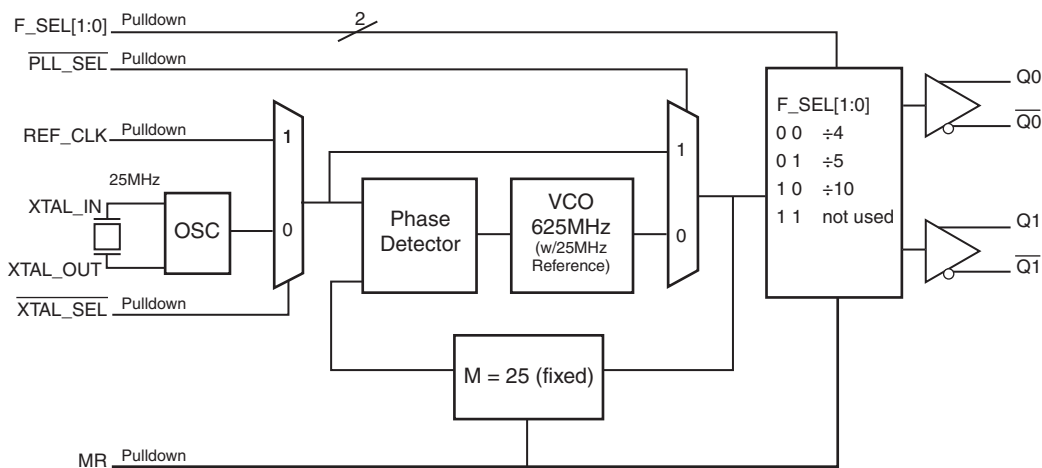 F_SEL[1:0] Pulldown 2
PLL_SEL Pulldown
REF_CLK Pulldown
1
0
25MHz
XTAL_IN
XTAL_OUT
OSC
XTAL_SEL Pulldown
Phase
Detector
VCO
625MHz
(w/25MHz
Reference)
1
0
M = 25 (fixed)
F_SEL[1:0]
0 0 ÷4
0 1 ÷5
1 0 ÷10
1 1 not used
Q0
Q0
Q1
Q1
MR Pulldown